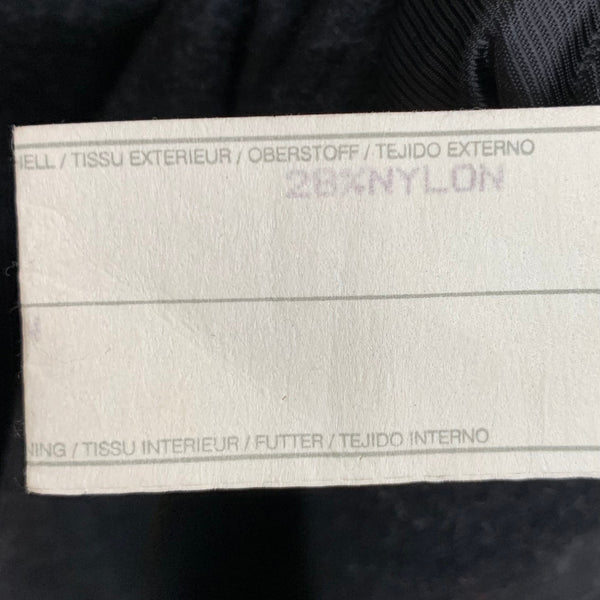 HELL / TISSU EXTERIEUR / OBERSTOFF / TEJIDO EXTERNO
28%NYLON
NING / TISSU INTERIEUR / FUTTER / TEJIDO INTERNO